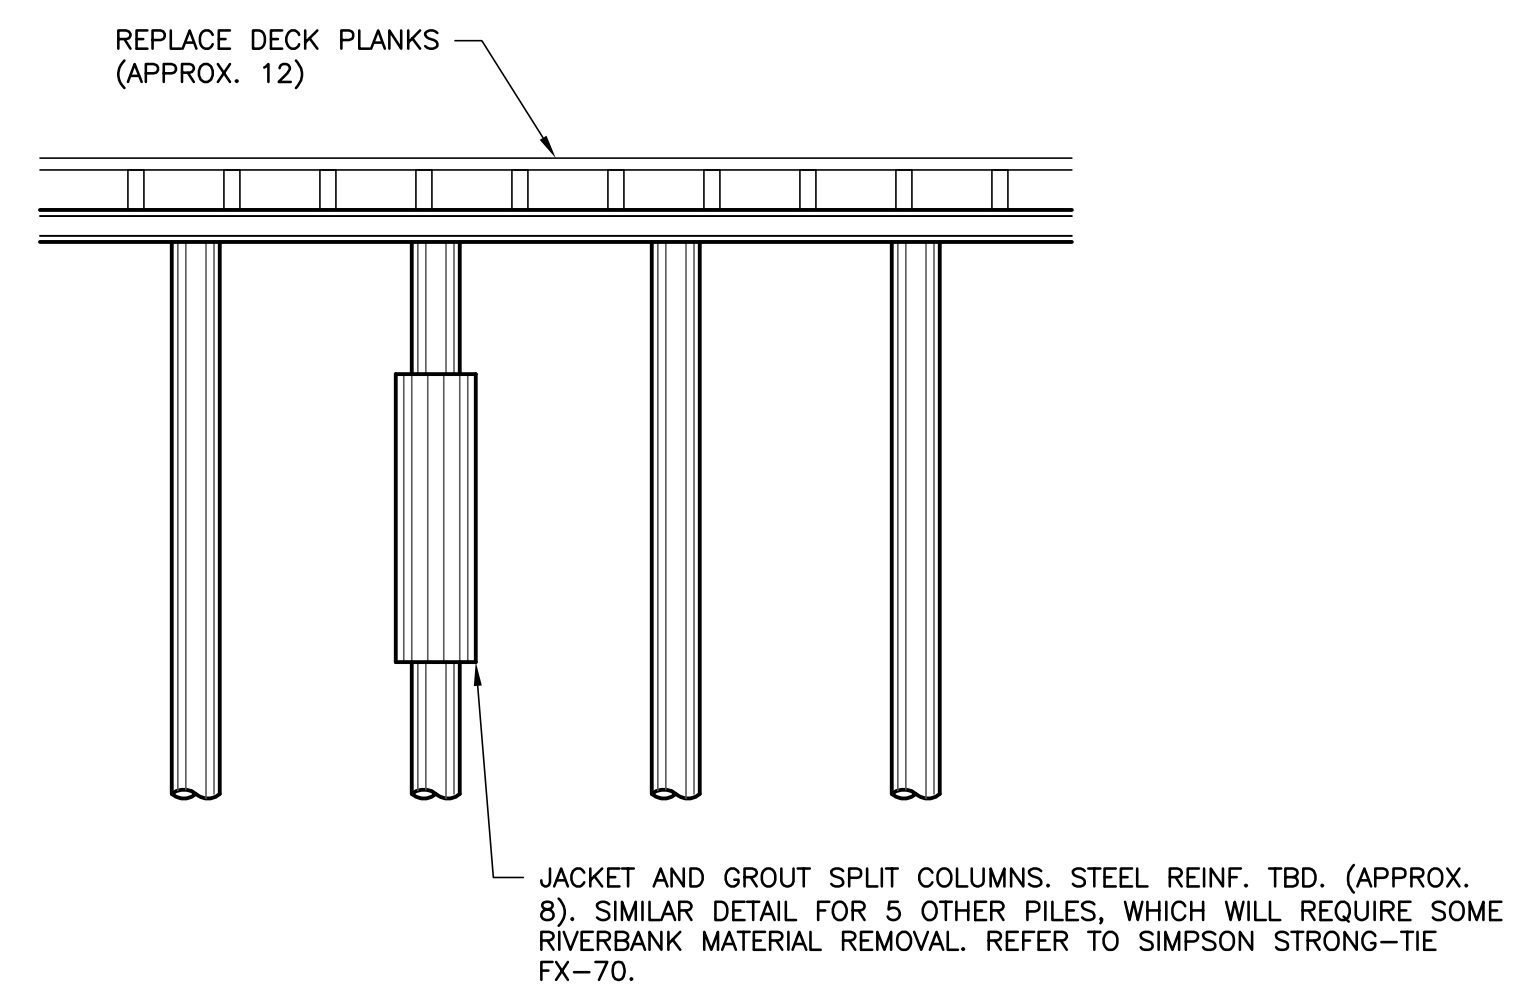 REPLACE DECK PLANKS
(APPROX. 12)
JACKET AND GROUT SPLIT COLUMNS. STEEL REINF. TBD. (APPROX.
8). SIMILAR DETAIL FOR 5 OTHER PILES, WHICH WILL REQUIRE SOME
RIVERBANK MATERIAL REMOVAL. REFER TO SIMPSON STRONG-TIE
FX-70.